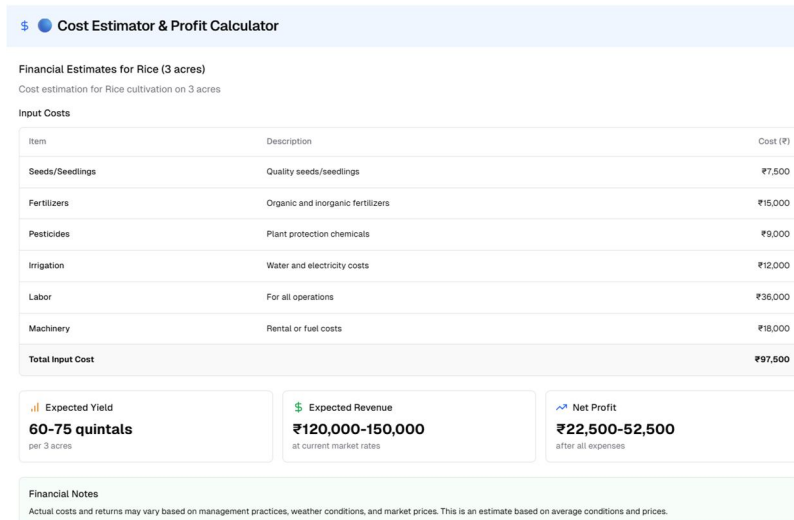 Cost Estimator & Profit Calculator
Financial Estimates for Rice (3 acres)
Cost estimation for Rice cultivation on 3 acres
Input Costs
Item Description Cost (₹)
Seeds/Seedlings Quality seeds/seedlings ₹7,500
Fertilizers Organic and inorganic fertilizers ₹15,000
Pesticides Plant protection chemicals ₹9,000
Irrigation Water and electricity costs ₹12,000
Labor For all operations ₹36,000
Machinery Rental or fuel costs ₹18,000
Total Input Cost ₹97,500
Expected Yield
60-75 quintals
per 3 acres
Expected Revenue
₹120,000-150,000
at current market rates
Net Profit
₹22,500-52,500
after all expenses
Financial Notes
Actual costs and returns may vary based on management practices, weather conditions, and market prices. This is an estimate based on average conditions and prices.